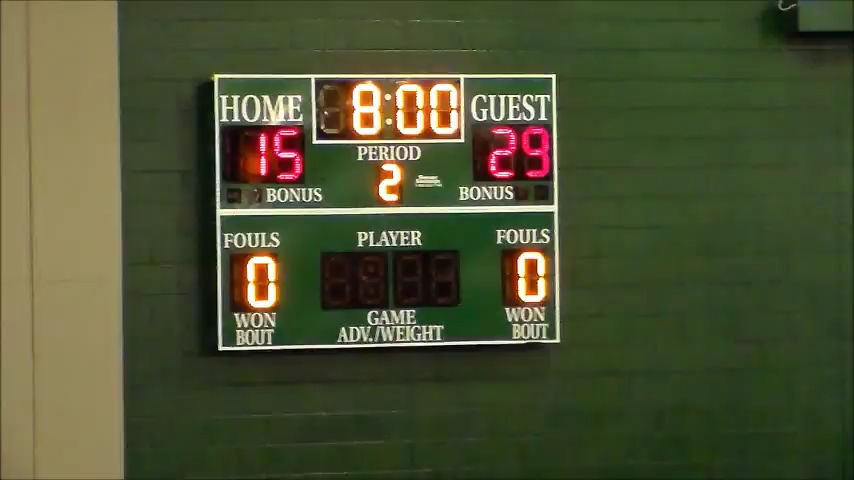 HOME 8:00 GUEST
15 PERIOD 29
BONUS 2 BONUS
FOULS PLAYER FOULS
0 0
WON GAME WON
BOUT ADV./WEIGHT BOUT